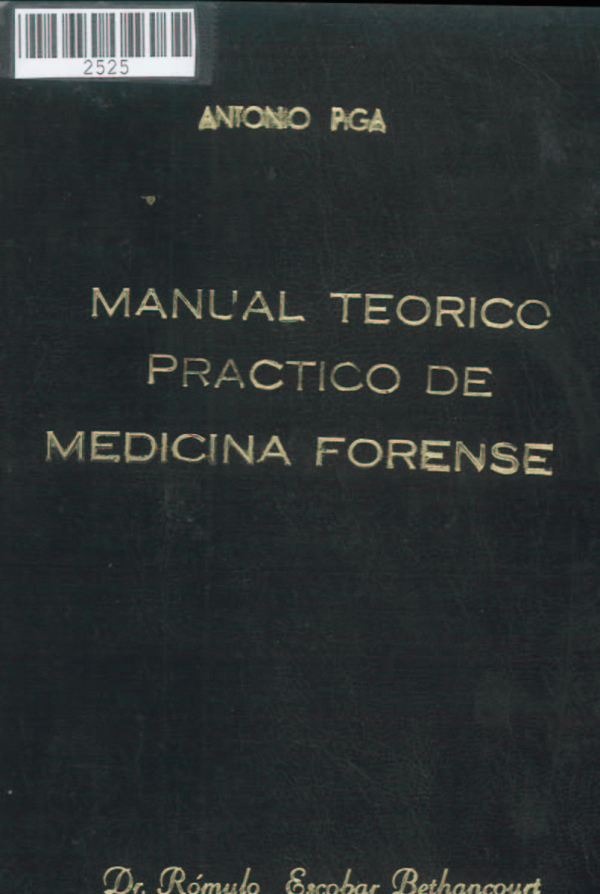 2525
ANTONIO PIGA
MANUAL TEORICO
PRACTICO DE
MEDICINA FORENSE
Dr. Rómulo Escobar Bethancourt